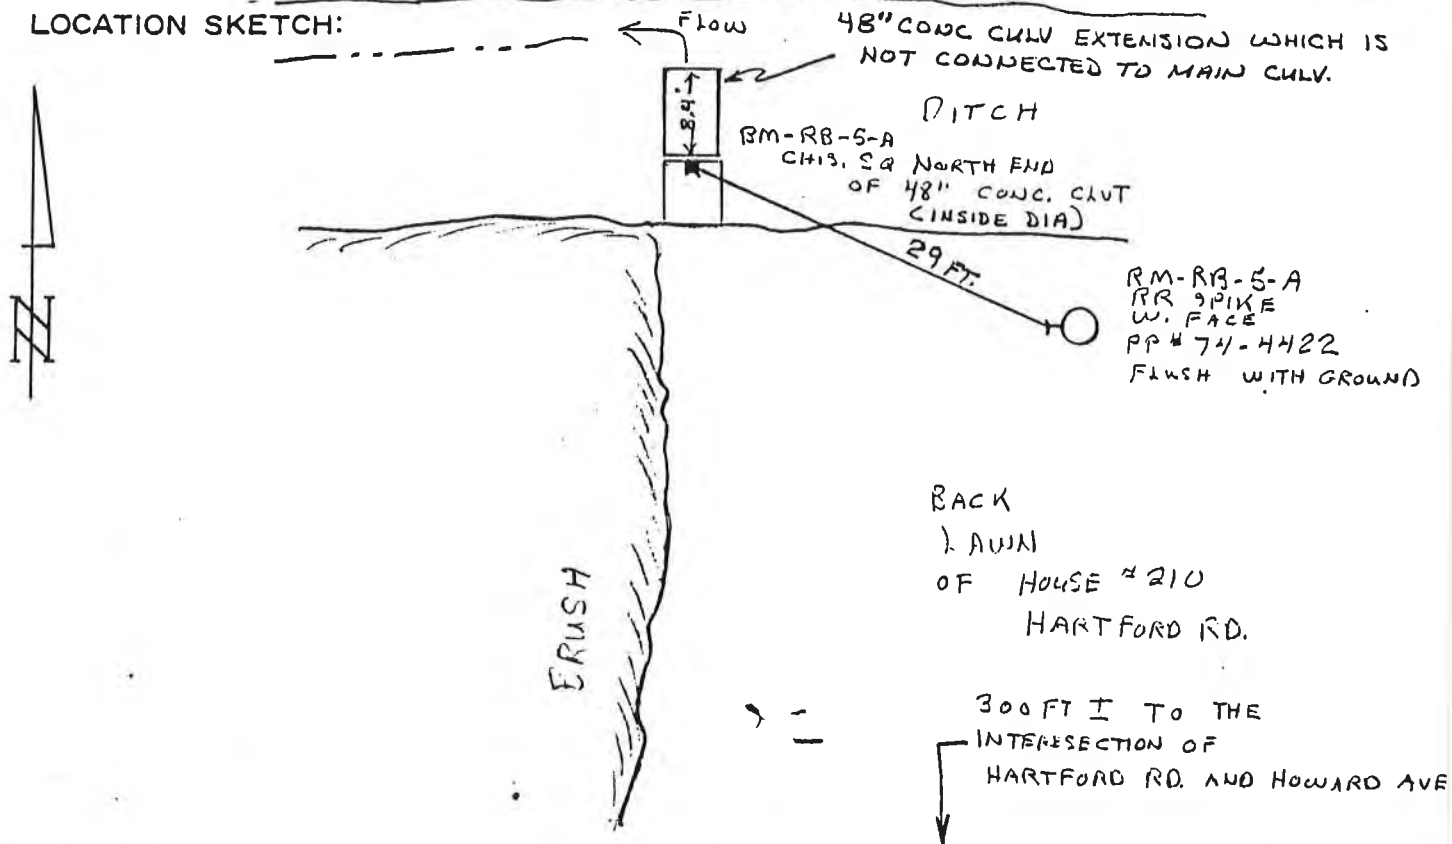 LOCATION SKETCH:
FLOW
48" CONC CULV EXTENSION WHICH IS
NOT CONNECTED TO MAIN CULV.
8.4'
DITCH
BM-RB-5-A
CHIS. SQ NORTH END
OF 48" CONC. CLVT
(INSIDE DIA)
29 FT.
RM-RB-5-A
RR SPIKE
W. FACE
PP # 74-4422
FLUSH WITH GROUND
N
BRUSH
BACK
LAWN
OF HOUSE # 210
HARTFORD RD.
300 FT ± TO THE
INTERSECTION OF
HARTFORD RD. AND HOWARD AVE